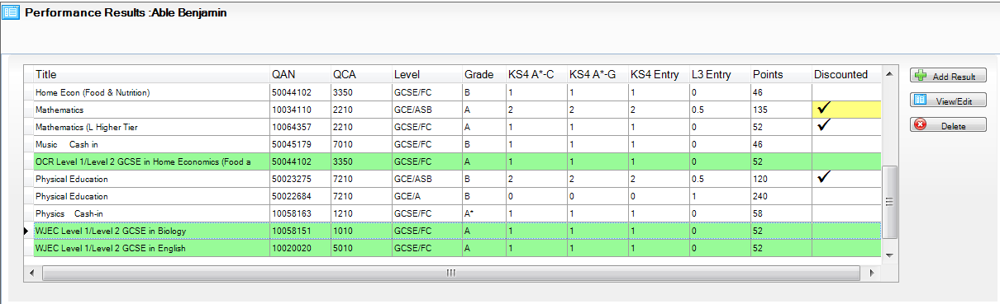 Performance Results :Able Benjamin
Title QAN QCA Level Grade KS4 A*-C KS4 A*-G KS4 Entry L3 Entry Points Discounted
Home Econ (Food & Nutrition) 50044102 3350 GCSE/FC B 1 1 1 0 46
Mathematics 10034110 2210 GCE/ASB A 2 2 2 0.5 135 ✓
Mathematics (L Higher Tier 10064357 2210 GCSE/FC A 1 1 1 0 52 ✓
Music Cash in 50045179 7010 GCSE/FC B 1 1 1 0 46
OCR Level 1/Level 2 GCSE in Home Economics (Food a 50044102 3350 GCSE/FC A 1 1 1 0 52
Physical Education 50023275 7210 GCE/ASB B 2 2 2 0.5 120 ✓
Physical Education 50022684 7210 GCE/A B 0 0 0 1 240
Physics Cash-in 10058163 1210 GCSE/FC A* 1 1 1 0 58
WJEC Level 1/Level 2 GCSE in Biology 10058151 1010 GCSE/FC A 1 1 1 0 52
WJEC Level 1/Level 2 GCSE in English 10020020 5010 GCSE/FC A 1 1 1 0 52
Add Result
View/Edit
Delete